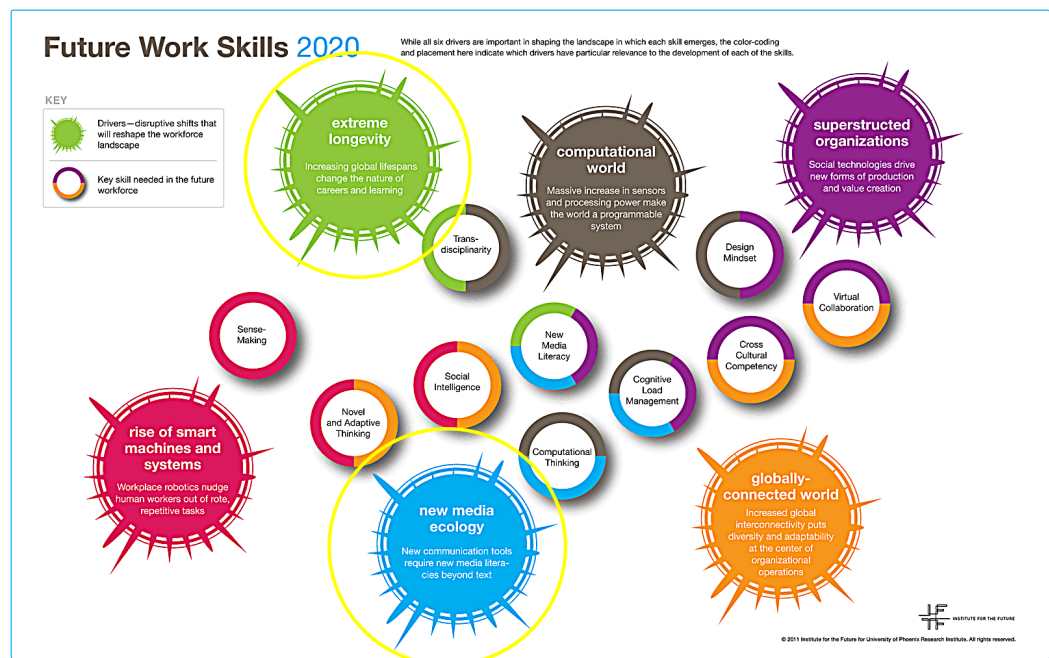 Future Work Skills 2020
While all six drivers are important in shaping the landscape in which each skill emerges, the color-coding
and placement here indicate which drivers have particular relevance to the development of each of the skills.
KEY
Drivers—disruptive shifts that
will reshape the workforce
landscape
Key skill needed in the future
workforce
extreme
longevity
Increasing global lifespans
change the nature of
careers and learning
computational
world
Massive increase in sensors
and processing power make
the world a programmable
system
superstructed
organizations
Social technologies drive
new forms of production
and value creation
Trans-
disciplinarity
Design
Mindset
Virtual
Collaboration
Sense-
Making
New
Media
Literacy
Cross
Cultural
Competency
Social
Intelligence
Cognitive
Load
Management
Novel
and Adaptive
Thinking
Computational
Thinking
rise of smart
machines and
systems
Workplace robotics nudge
human workers out of rote,
repetitive tasks
new media
ecology
New communication tools
require new media litera-
cies beyond text
globally-
connected world
Increased global
interconnectivity puts
diversity and adaptability
at the center of
organizational
operations
INSTITUTE FOR THE FUTURE
© 2011 Institute for the Future for University of Phoenix Research Institute. All rights reserved.